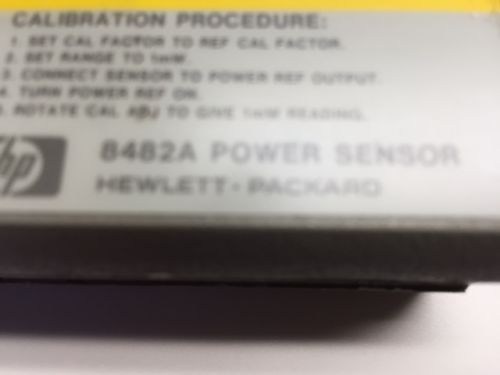 CALIBRATION PROCEDURE:
1. SET CAL FACTOR TO REF CAL FACTOR.
2. SET RANGE TO 1mW.
3. CONNECT SENSOR TO POWER REF OUTPUT.
4. TURN POWER REF ON.
5. ROTATE CAL ADJ TO GIVE 1mW READING.
hp 8482A POWER SENSOR
HEWLETT-PACKARD